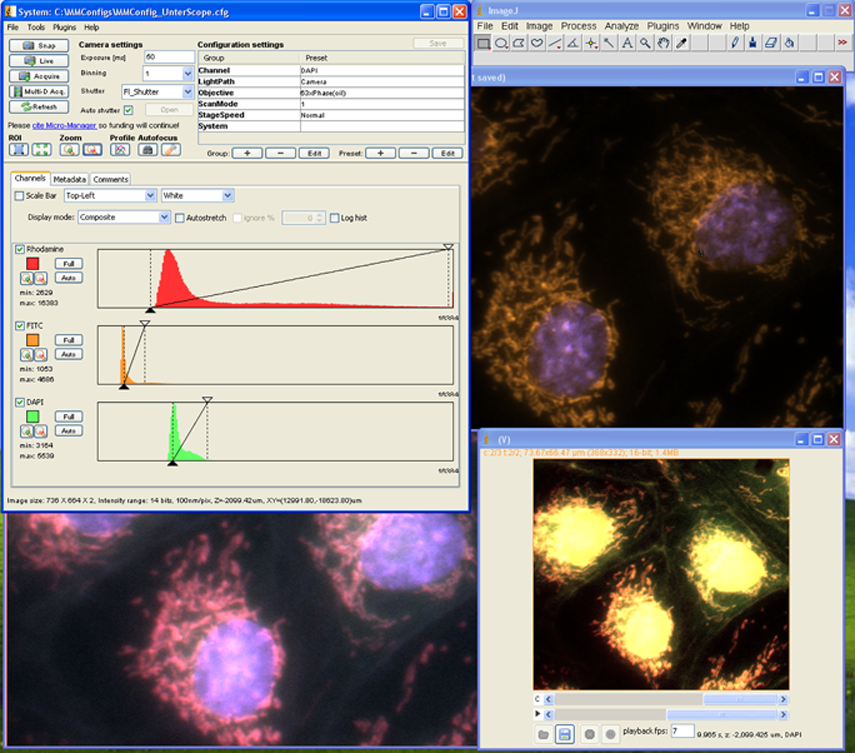 System: C:\MMConfigs\MMConfig_UnterScope.cfg
File Tools Plugins Help
Snap
Live
Acquire
Multi-D Acq.
Refresh
Camera settings
Exposure [ms] 60
Binning 1
Shutter Fl_Shutter
Auto shutter Open
Please cite Micro-Manager so funding will continue!
ROI Zoom Profile Autofocus
Configuration settings Save
Group Preset
Channel DAPI
LightPath Camera
Objective 63xPhase(oil)
ScanMode 1
StageSpeed Normal
System
Group: + − Edit Preset: + − Edit
Channels Metadata Comments
Scale Bar Top-Left White
Display mode: Composite Autostretch ignore % 0 Log hist
Rhodamine
Full
Auto
min: 2629
max: 16383
16384
FITC
Full
Auto
min: 1053
max: 4686
16384
DAPI
Full
Auto
min: 3164
max: 5539
16384
Image size: 736 X 664 X 2, Intensity range: 14 bits, 100nm/pix, Z=-2099.42um, XY=(12991.80,-18623.80)um
ImageJ
File Edit Image Process Analyze Plugins Window Help
A >>
t saved)
(V)
c:2/3 t:2/2; 73.67x66.47 µm (368x332); 16-bit; 1.4MB
C
playback fps: 7 9.965 s, z: -2,099.425 um, DAPI